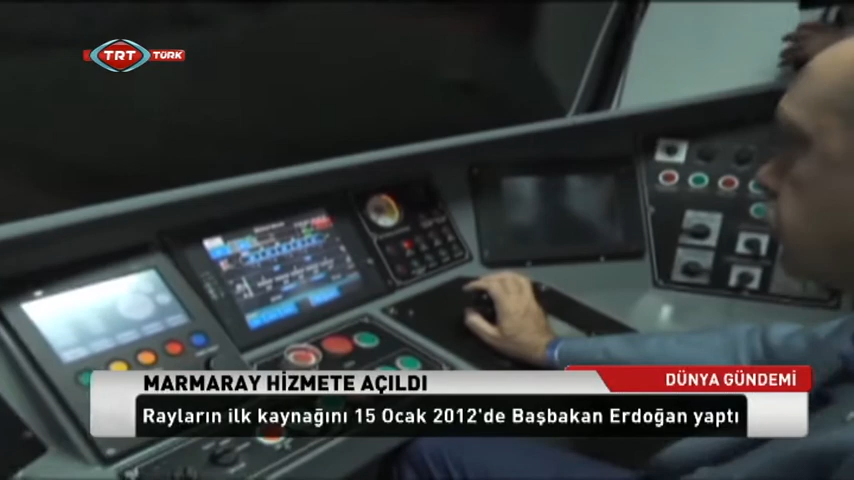 TRT TÜRK
MARMARAY HİZMETE AÇILDI
DÜNYA GÜNDEMİ
Rayların ilk kaynağını 15 Ocak 2012'de Başbakan Erdoğan yaptı